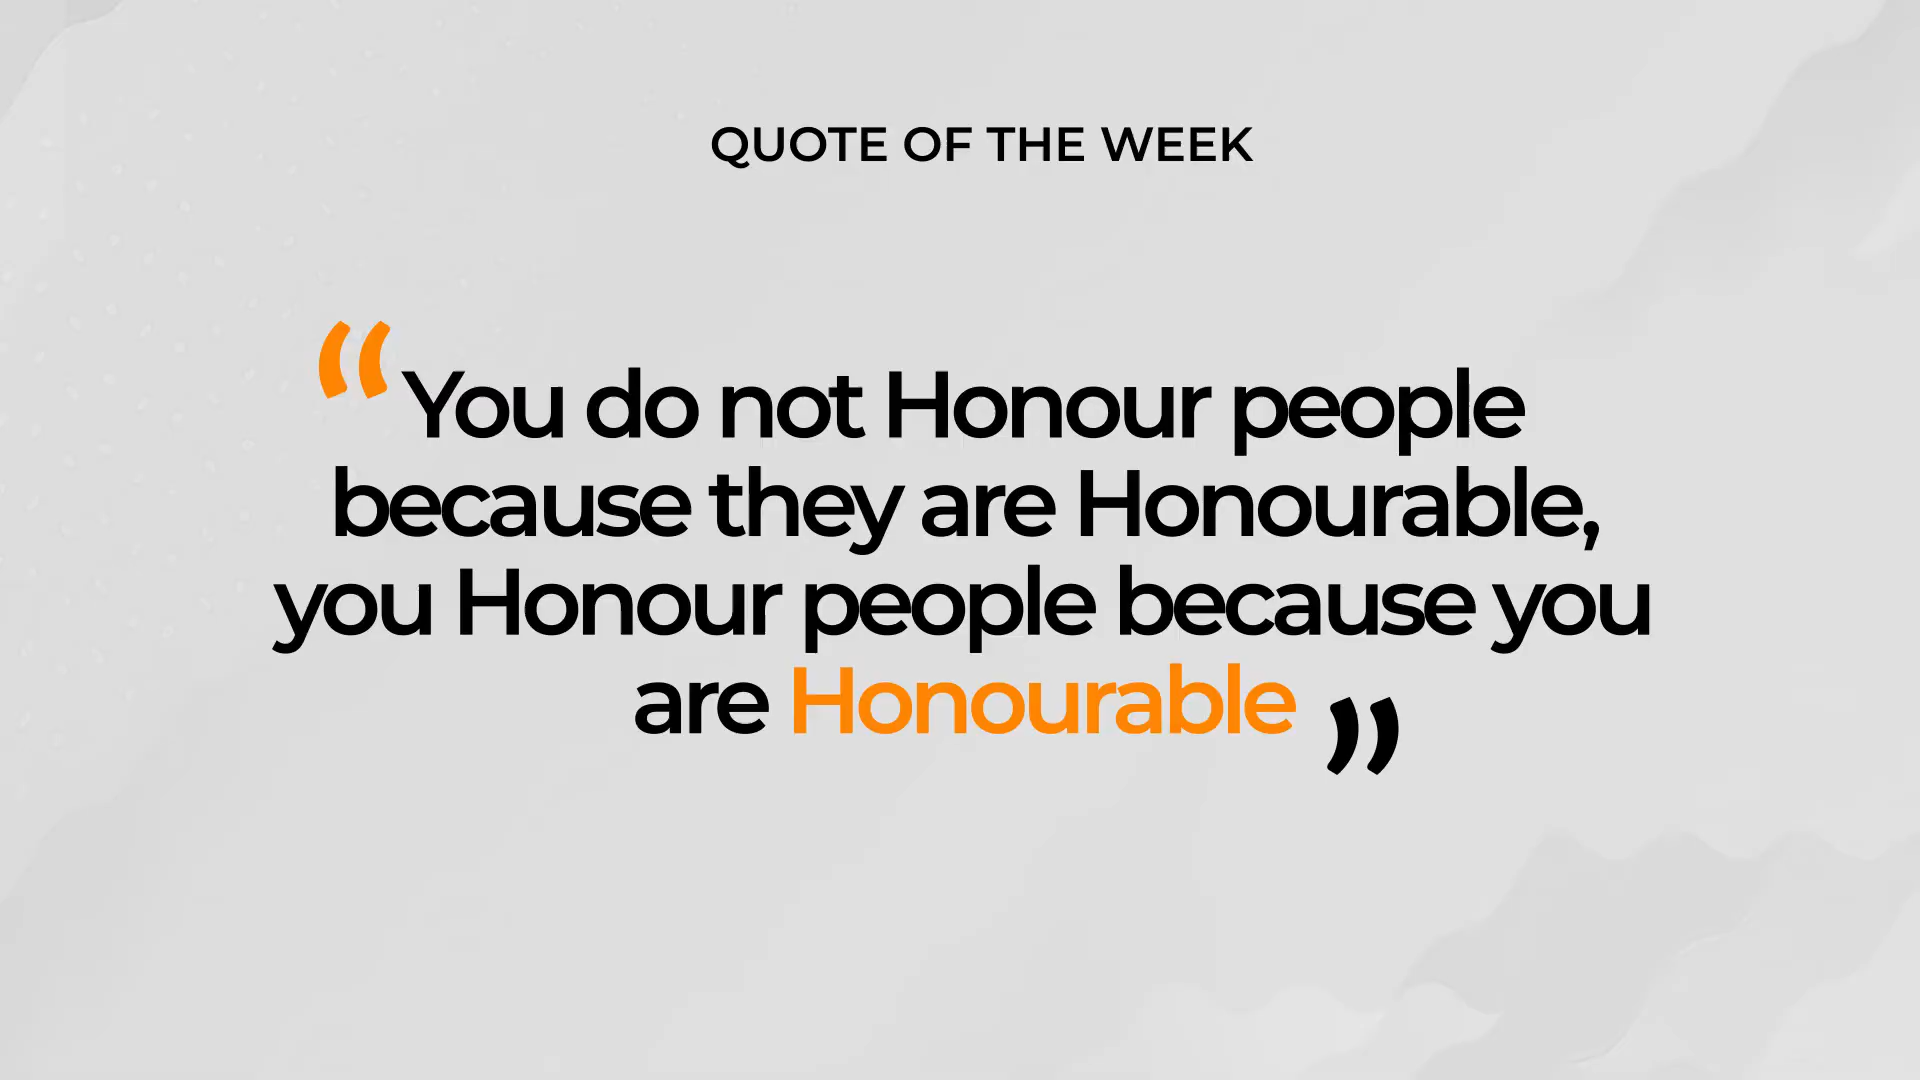 QUOTE OF THE WEEK
“You do not Honour people
because they are Honourable,
you Honour people because you
are Honourable”